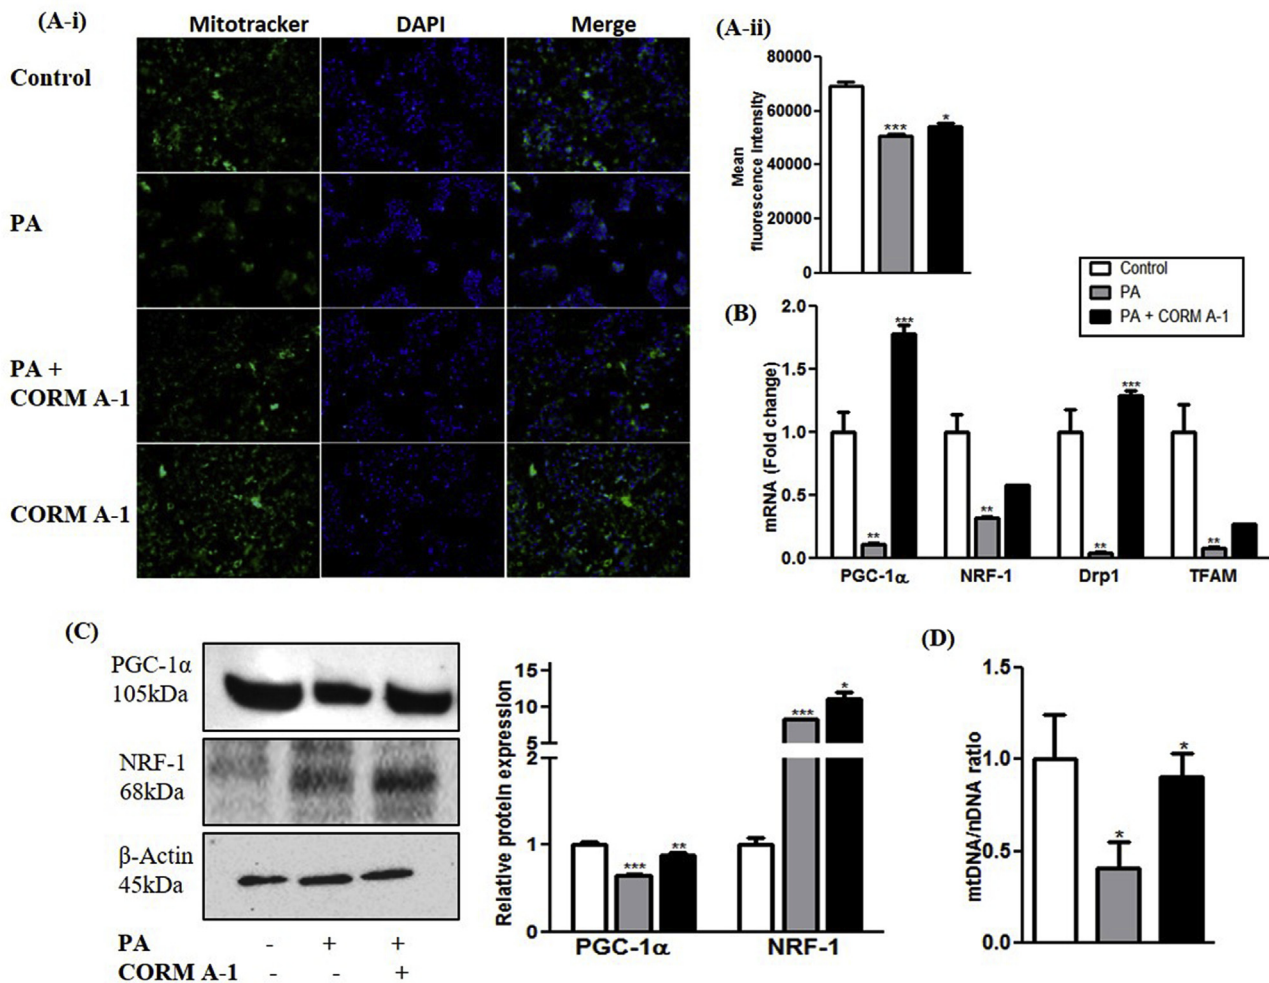 (A-i)
Mitotracker DAPI Merge
Control
PA
PA +
CORM A-1
CORM A-1
(A-ii)
Mean
fluorescence intensity
80000
60000
40000
20000
0
***
*
Control
PA
PA + CORM A-1
(B)
mRNA (Fold change)
2.0
1.5
1.0
0.5
0.0
**
***
**
**
***
**
PGC-1α NRF-1 Drp1 TFAM
(C)
PGC-1α
105kDa
NRF-1
68kDa
β-Actin
45kDa
PA - + +
CORM A-1 - - +
Relative protein expression
15
10
5
2
1
0
***
**
***
*
PGC-1α NRF-1
(D)
mtDNA/nDNA ratio
1.5
1.0
0.5
0.0
*
*